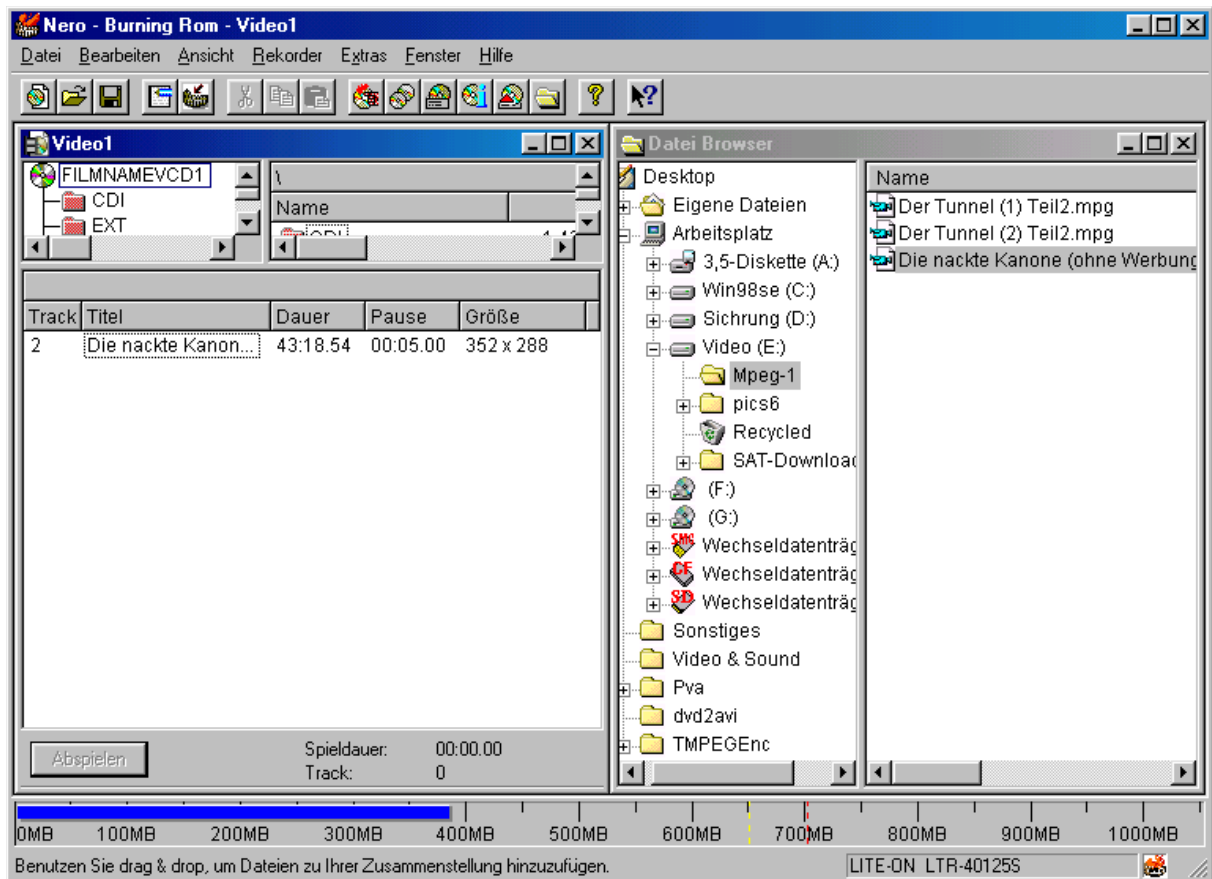 Nero - Burning Rom - Video1
Datei Bearbeiten Ansicht Rekorder Extras Fenster Hilfe
Video1
FILMNAMEVCD1
CDI
EXT
\
Name
Track Titel Dauer Pause Größe
2 Die nackte Kanon... 43:18.54 00:05.00 352 x 288
Abspielen
Spieldauer: 00:00.00
Track: 0
Datei Browser
Desktop
Eigene Dateien
Arbeitsplatz
3,5-Diskette (A:)
Win98se (C:)
Sichrung (D:)
Video (E:)
Mpeg-1
pics6
Recycled
SAT-Download
(F:)
(G:)
Wechseldatenträg
Wechseldatenträg
Wechseldatenträg
Sonstiges
Video & Sound
Pva
dvd2avi
TMPEGEnc
Name
Der Tunnel (1) Teil2.mpg
Der Tunnel (2) Teil2.mpg
Die nackte Kanone (ohne Werbung
0MB 100MB 200MB 300MB 400MB 500MB 600MB 700MB 800MB 900MB 1000MB
Benutzen Sie drag & drop, um Dateien zu Ihrer Zusammenstellung hinzuzufügen.
LITE-ON LTR-40125S